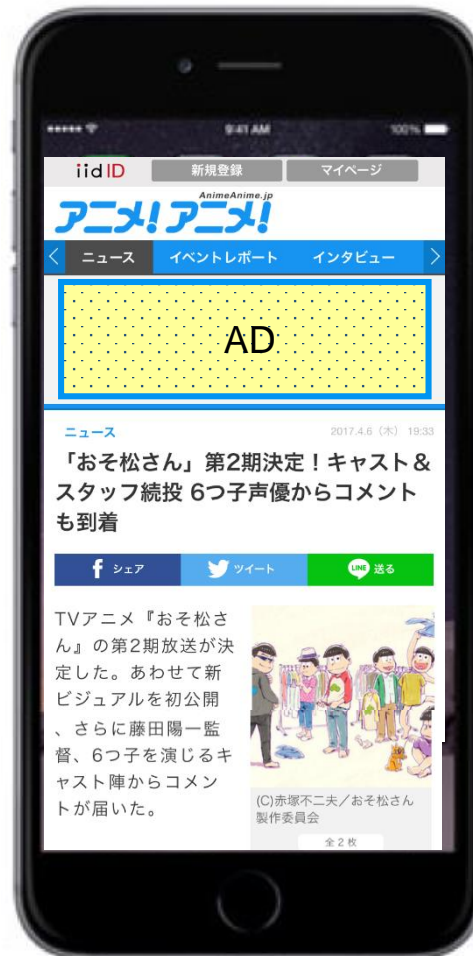 9:41 AM
100%
iid ID
新規登録
マイページ
AnimeAnime.jp
アニメ!アニメ!
ニュース
イベントレポート
インタビュー
AD
ニュース
2017.4.6（木） 19:33
「おそ松さん」第2期決定！キャスト＆
スタッフ続投 6つ子声優からコメント
も到着
f シェア
ツイート
LINE 送る
TVアニメ『おそ松さ
ん』の第2期放送が決
定した。あわせて新
ビジュアルを初公開
、さらに藤田陽一監
督、6つ子を演じるキ
ャスト陣からコメン
トが届いた。
(C)赤塚不二夫／おそ松さん
製作委員会
全 2 枚